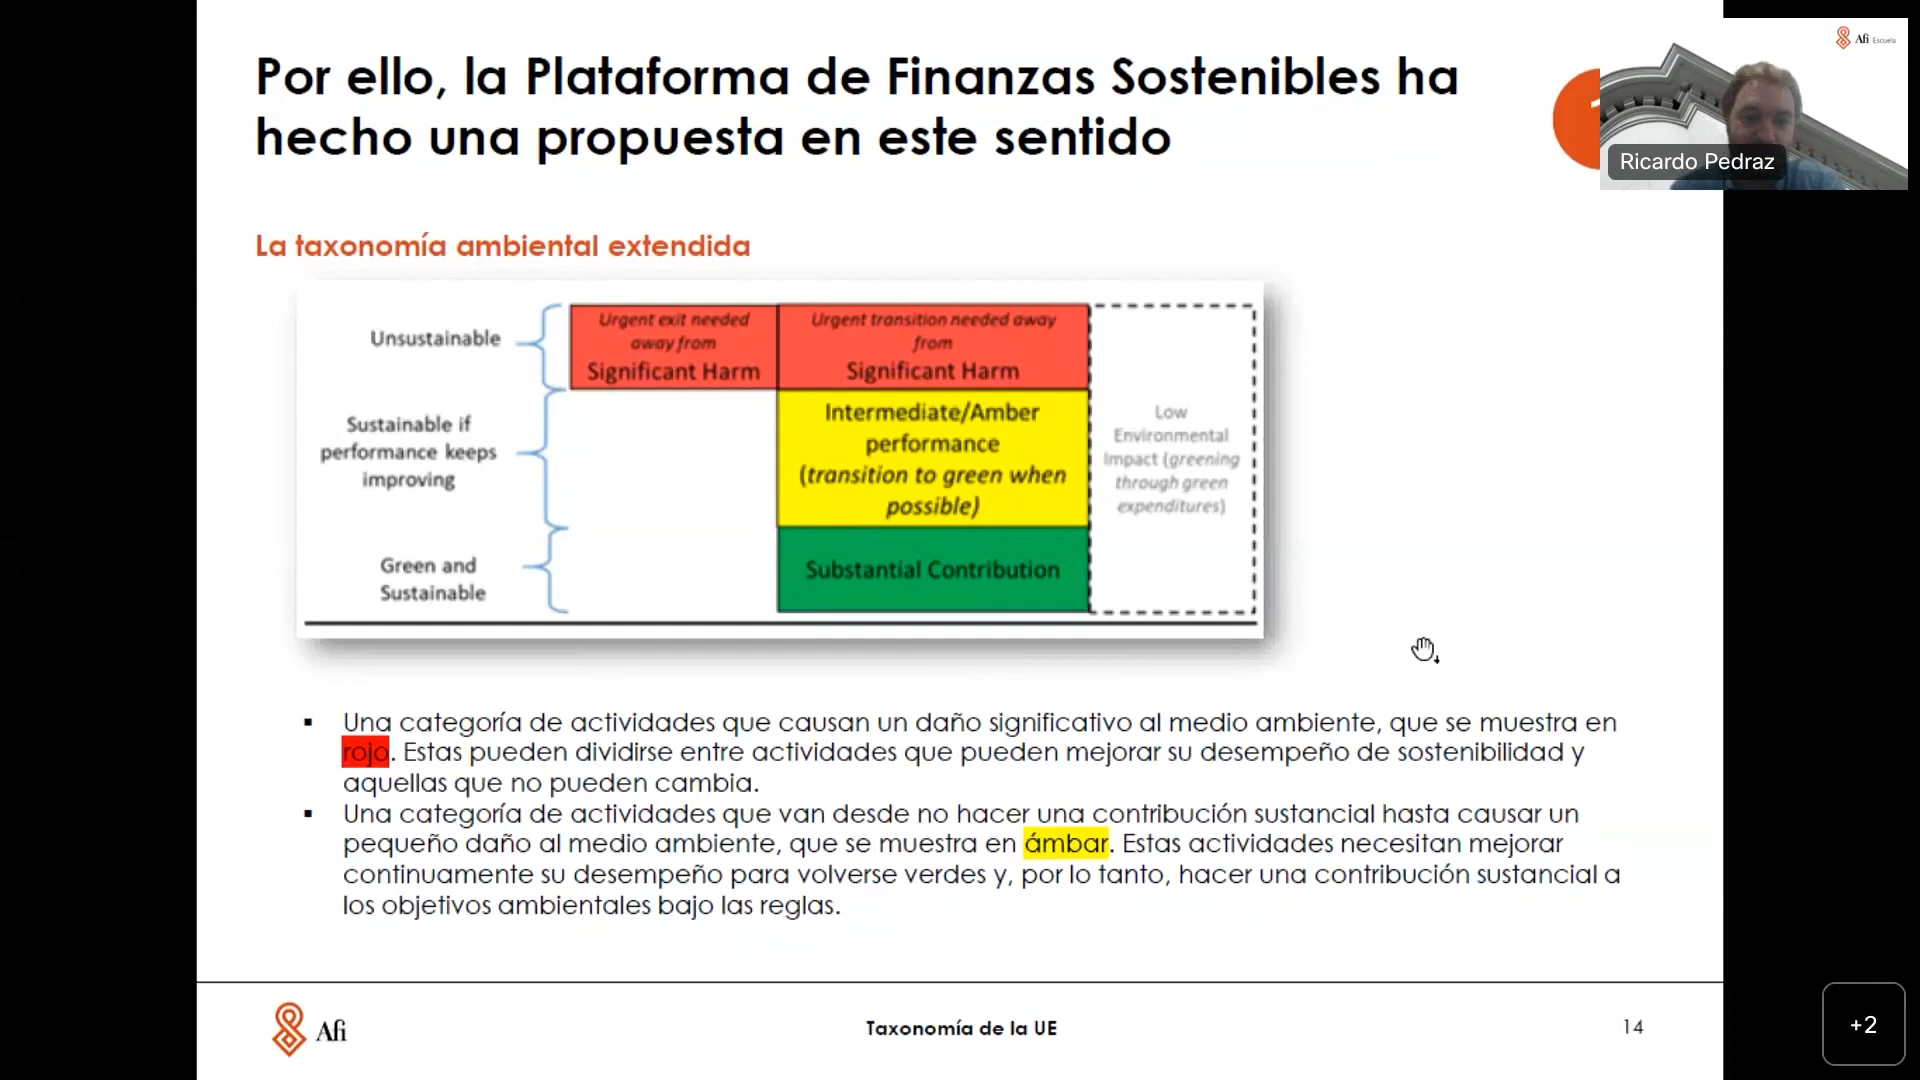 Por ello, la Plataforma de Finanzas Sostenibles ha
hecho una propuesta en este sentido
Afi Escuela
Ricardo Pedraz
La taxonomía ambiental extendida
Unsustainable
Urgent exit needed
away from
Significant Harm
Urgent transition needed away
from
Significant Harm
Sustainable if
performance keeps
improving
Intermediate/Amber
performance
(transition to green when
possible)
Low
Environmental
Impact (greening
through green
expenditures)
Green and
Sustainable
Substantial Contribution
▪ Una categoría de actividades que causan un daño significativo al medio ambiente, que se muestra en
rojo. Estas pueden dividirse entre actividades que pueden mejorar su desempeño de sostenibilidad y
aquellas que no pueden cambia.
▪ Una categoría de actividades que van desde no hacer una contribución sustancial hasta causar un
pequeño daño al medio ambiente, que se muestra en ámbar. Estas actividades necesitan mejorar
continuamente su desempeño para volverse verdes y, por lo tanto, hacer una contribución sustancial a
los objetivos ambientales bajo las reglas.
Afi
Taxonomía de la UE
14
+2